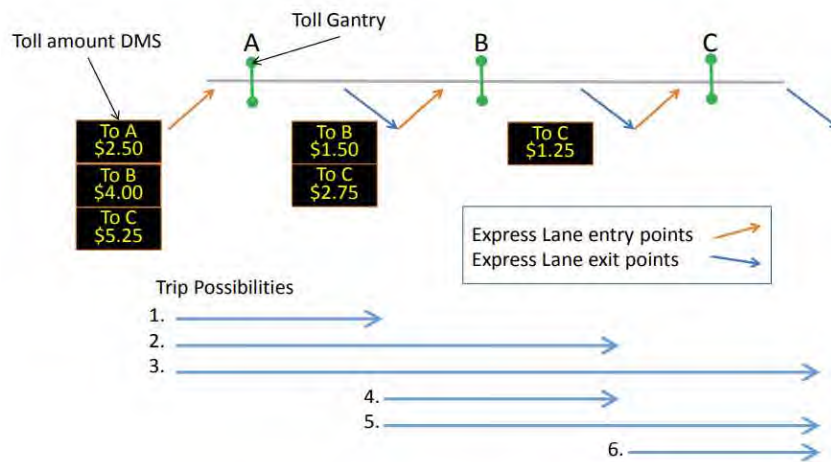 Toll Gantry
Toll amount DMS
A
B
C
To A
$2.50
To B
$4.00
To C
$5.25
To B
$1.50
To C
$2.75
To C
$1.25
Express Lane entry points
Express Lane exit points
Trip Possibilities
1.
2.
3.
4.
5.
6.